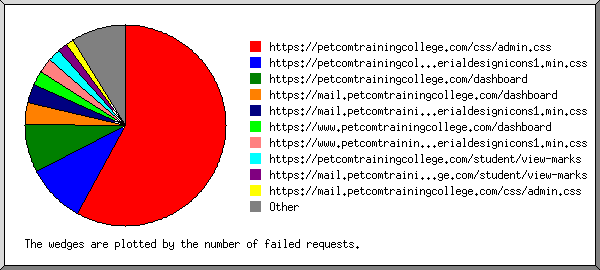 https://petcomtrainingcollege.com/css/admin.css
https://petcomtrainingcol...erialdesignicons1.min.css
https://petcomtrainingcollege.com/dashboard
https://mail.petcomtrainingcollege.com/dashboard
https://mail.petcomtraini...erialdesignicons1.min.css
https://www.petcomtrainingcollege.com/dashboard
https://www.petcomtrainin...erialdesignicons1.min.css
https://petcomtrainingcollege.com/student/view-marks
https://mail.petcomtraini...ge.com/student/view-marks
https://mail.petcomtrainingcollege.com/css/admin.css
Other
The wedges are plotted by the number of failed requests.